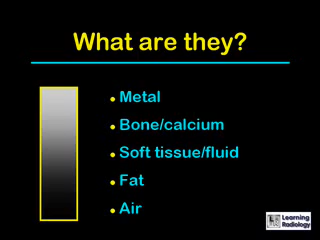 What are they?
Metal
Bone/calcium
Soft tissue/fluid
Fat
Air
Learning
Radiology